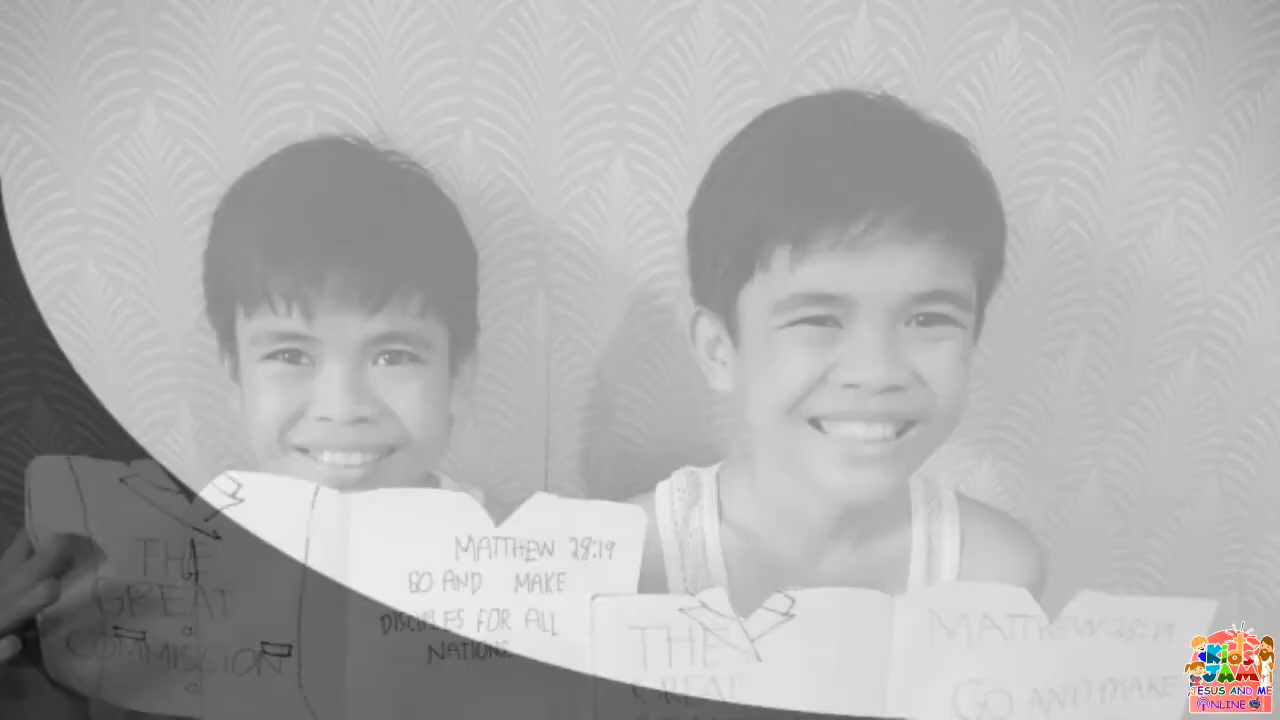 THE
GREAT
COMMISSION
MATTHEW 28:19
GO AND MAKE
DISCIPLES FOR ALL
NATIONS
THE
GREAT
MATTHEW 28:19
GO AND MAKE
Kids
JAM
JESUS AND ME
ONLINE